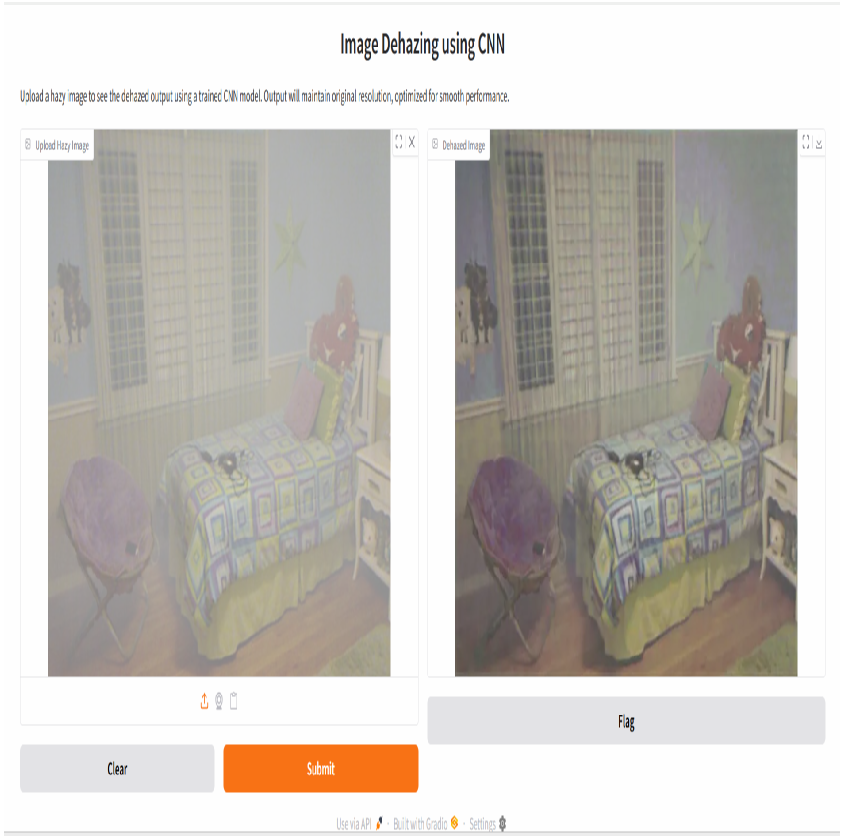 Image Dehazing using CNN
Upload a hazy image to see the dehazed output using a trained CNN model. Output will maintain original resolution, optimized for smooth performance.
Upload Hazy Image
Dehazed Image
Flag
Clear
Submit
Use via API · Built with Gradio · Settings